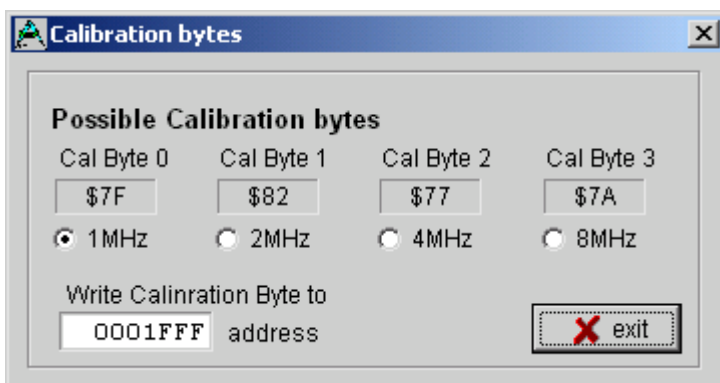 Calibration bytes
Possible Calibration bytes
Cal Byte 0 Cal Byte 1 Cal Byte 2 Cal Byte 3
$7F $82 $77 $7A
1MHz 2MHz 4MHz 8MHz
Write Calinration Byte to
0001FFF address
exit